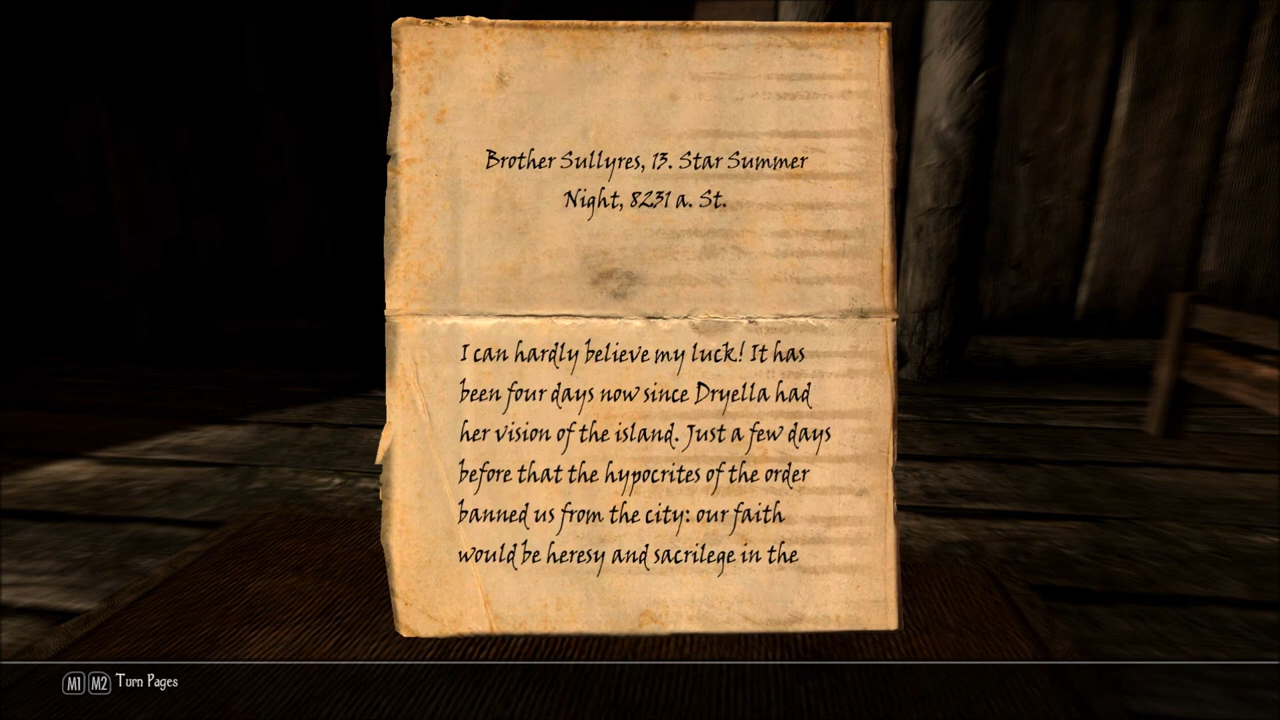 Brother Sullyres, 13. Star Summer
Night, 8231 a. St.
I can hardly believe my luck! It has
been four days now since Dryella had
her vision of the island. Just a few days
before that the hypocrites of the order
banned us from the city: our faith
would be heresy and sacrilege in the
M1 M2 Turn Pages